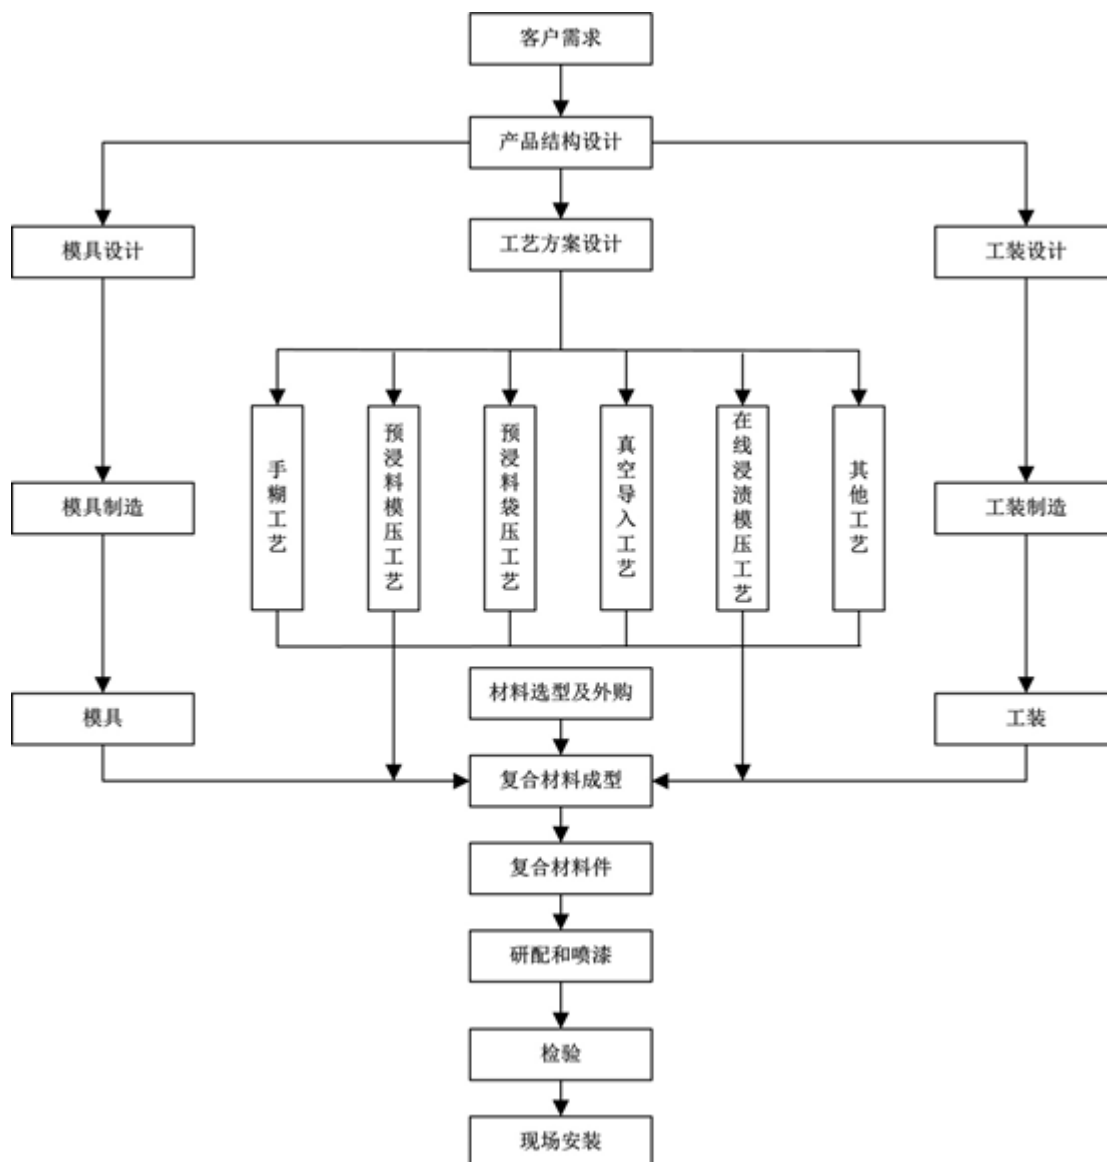 客户需求
产品结构设计
模具设计
工艺方案设计
工装设计
手糊工艺
预浸料模压工艺
预浸料袋压工艺
真空导入工艺
在线浸渍模压工艺
其他工艺
模具制造
工装制造
材料选型及外购
模具
工装
复合材料成型
复合材料件
研配和喷漆
检验
现场安装